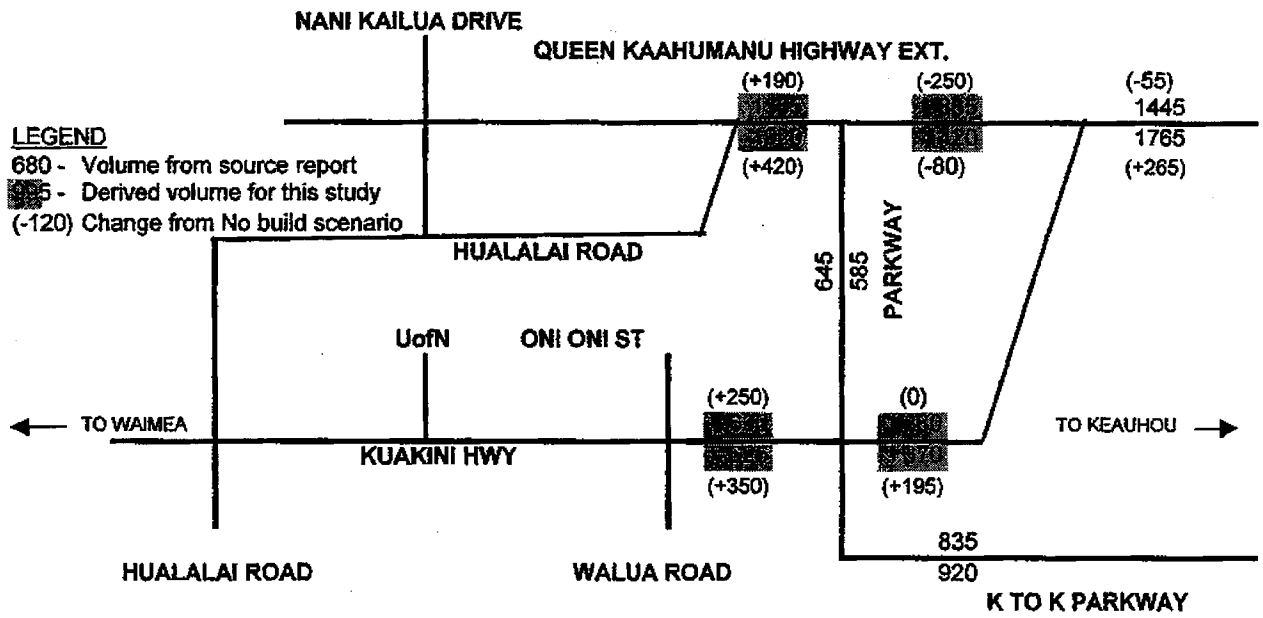 NANI KAILUA DRIVE
QUEEN KAAHUMANU HIGHWAY EXT.
(+190)
(-250)
(-55)
1445
1765
(+420)
(-80)
(+265)
LEGEND
680 - Volume from source report
5 - Derived volume for this study
(-120) Change from No build scenario
HUALALAI ROAD
645
585
PARKWAY
UofN
ONI ONI ST
(+250)
(0)
TO WAIMEA
TO KEAUHOU
KUAKINI HWY
(+350)
(+195)
835
920
HUALALAI ROAD
WALUA ROAD
K TO K PARKWAY